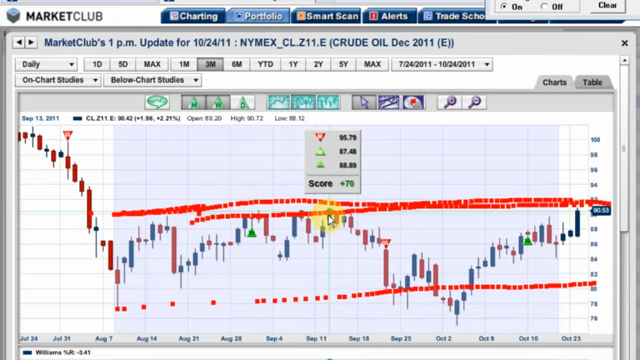 On Off Clear
MARKETCLUB Charting Portfolio Smart Scan Alerts Trade School
MarketClub's 1 p.m. Update for 10/24/11 : NYMEX_CL.Z11.E (CRUDE OIL Dec 2011 (E))
Daily 1D 5D MAX 1M 3M 6M YTD 1Y 2Y 5Y MAX 7/24/2011 - 10/24/2011
On-Chart Studies Below-Chart Studies Charts Table
M W D
Sep 13, 2011 CL.Z11.E: 90.42 (+1.96, +2.21%) Open: 89.20 High: 90.72 Low: 88.12
M 95.79
87.48
88.89
Score +70
100
98
96
94
92
90.53
88
86
84
82
80
78
76
Jul 24 Jul 31 Aug 7 Aug 14 Aug 21 Aug 28 Sep 4 Sep 11 Sep 18 Sep 25 Oct 2 Oct 9 Oct 16 Oct 23
Williams %R: -3.41